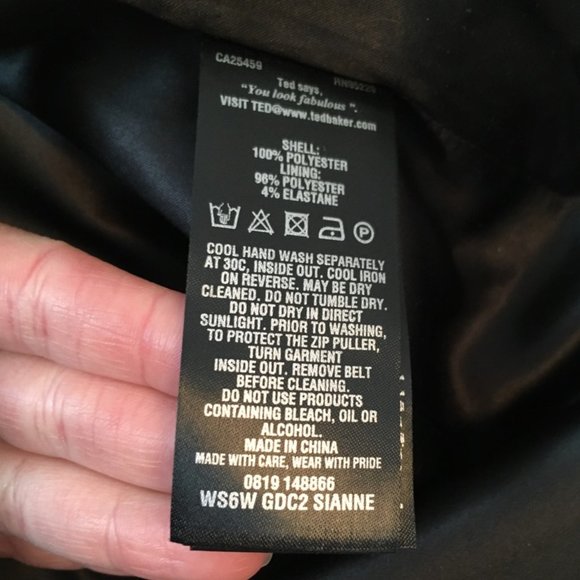 CA25459 RN95229
Ted says,
"You look fabulous".
VISIT TED@www.tedbaker.com
SHELL:
100% POLYESTER
LINING:
96% POLYESTER
4% ELASTANE
P
COOL HAND WASH SEPARATELY
AT 30C, INSIDE OUT. COOL IRON
ON REVERSE. MAY BE DRY
CLEANED. DO NOT TUMBLE DRY.
DO NOT DRY IN DIRECT
SUNLIGHT. PRIOR TO WASHING,
TO PROTECT THE ZIP PULLER,
TURN GARMENT
INSIDE OUT. REMOVE BELT
BEFORE CLEANING.
DO NOT USE PRODUCTS
CONTAINING BLEACH, OIL OR
ALCOHOL.
MADE IN CHINA
MADE WITH CARE, WEAR WITH PRIDE
0819 148866
WS6W GDC2 SIANNE